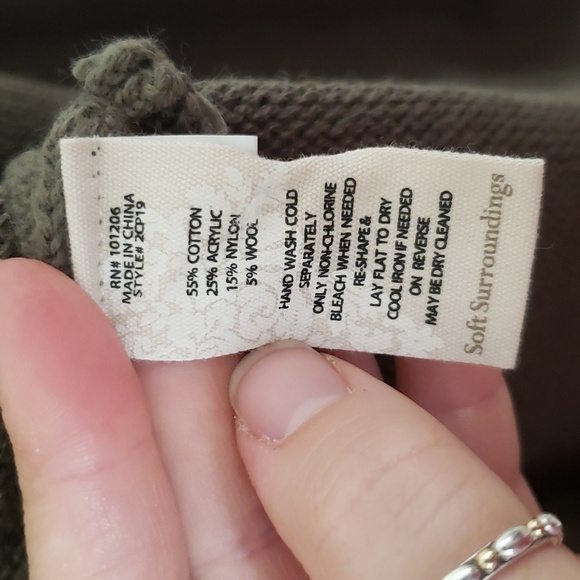 RN# 101206
MADE IN CHINA
STYLE# 2CP19
55% COTTON
25% ACRYLIC
15% NYLON
5% WOOL
HAND WASH COLD
SEPARATELY
ONLY NON-CHLORINE
BLEACH WHEN NEEDED
RE-SHAPE &
LAY FLAT TO DRY
COOL IRON IF NEEDED
ON REVERSE
MAY BE DRY CLEANED
Soft Surroundings